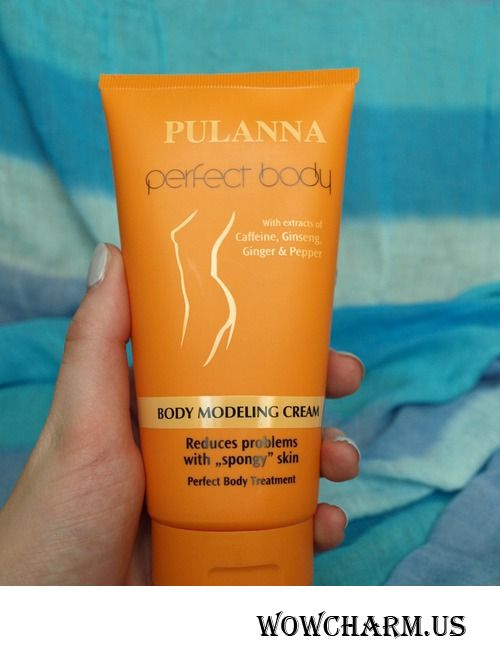 PULANNA
perfect body
With extracts of
Caffeine, Ginseng,
Ginger & Pepper
BODY MODELING CREAM
Reduces problems
with „spongy” skin
Perfect Body Treatment
WOWCHARM.US